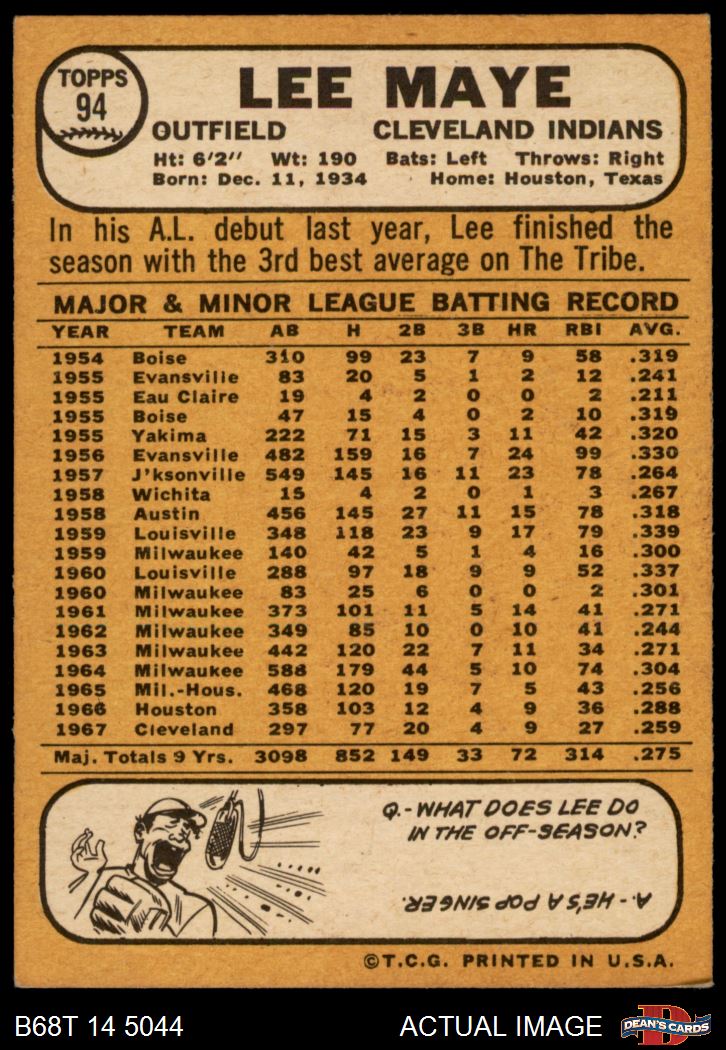 TOPPS
94
LEE MAYE
OUTFIELD CLEVELAND INDIANS
Ht: 6'2" Wt: 190 Bats: Left Throws: Right
Born: Dec. 11, 1934 Home: Houston, Texas
In his A.L. debut last year, Lee finished the
season with the 3rd best average on The Tribe.
MAJOR & MINOR LEAGUE BATTING RECORD
YEAR TEAM AB H 2B 3B HR RBI AVG.
1954 Boise 310 99 23 7 9 58 .319
1955 Evansville 83 20 5 1 2 12 .241
1955 Eau Claire 19 4 2 0 0 2 .211
1955 Boise 47 15 4 0 2 10 .319
1955 Yakima 222 71 15 3 11 42 .320
1956 Evansville 482 159 16 7 24 99 .330
1957 J'ksonville 549 145 16 11 23 78 .264
1958 Wichita 15 4 2 0 1 3 .267
1958 Austin 456 145 27 11 15 78 .318
1959 Louisville 348 118 23 9 17 79 .339
1959 Milwaukee 140 42 5 1 4 16 .300
1960 Louisville 288 97 18 9 9 52 .337
1960 Milwaukee 83 25 6 0 0 2 .301
1961 Milwaukee 373 101 11 5 14 41 .271
1962 Milwaukee 349 85 10 0 10 41 .244
1963 Milwaukee 442 120 22 7 11 34 .271
1964 Milwaukee 588 179 44 5 10 74 .304
1965 Mil.-Hous. 468 120 19 7 5 43 .256
1966 Houston 358 103 12 4 9 36 .288
1967 Cleveland 297 77 20 4 9 27 .259
Maj. Totals 9 Yrs. 3098 852 149 33 72 314 .275
Q.- WHAT DOES LEE DO
IN THE OFF-SEASON?
A.- HE'S A POP SINGER.
©T.C.G. PRINTED IN U.S.A.
B68T 14 5044 ACTUAL IMAGE
D
DEAN'S CARDS